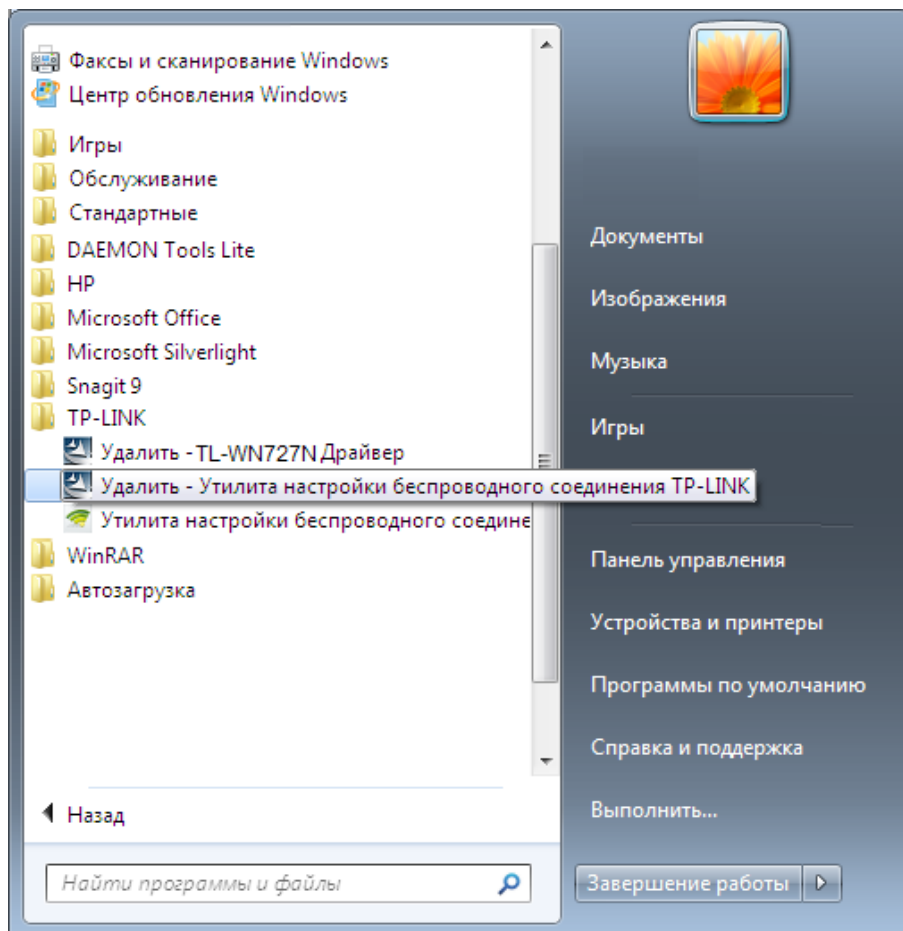 Факсы и сканирование Windows
Центр обновления Windows
Игры
Обслуживание
Стандартные
DAEMON Tools Lite
HP
Microsoft Office
Microsoft Silverlight
Snagit 9
TP-LINK
Удалить - TL-WN727N Драйвер
Удалить - Утилита настройки беспроводного соединения TP-LINK
Утилита настройки беспроводного соедине
WinRAR
Автозагрузка
Назад
Найти программы и файлы
Документы
Изображения
Музыка
Игры
Панель управления
Устройства и принтеры
Программы по умолчанию
Справка и поддержка
Выполнить...
Завершение работы